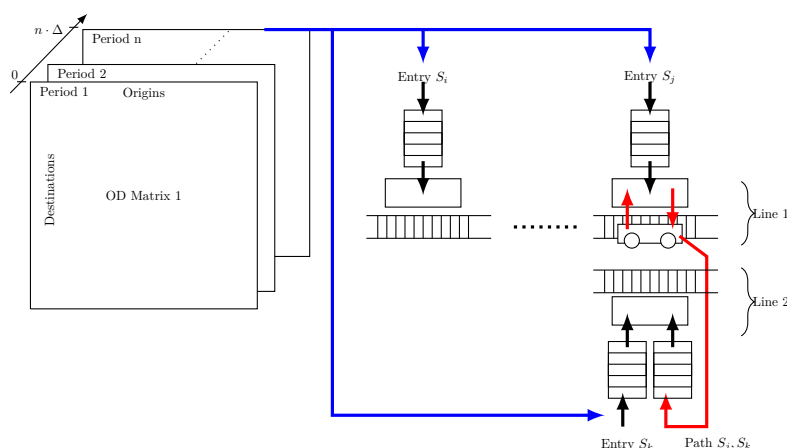 n · Δ
Period n
0
Period 2
Period 1
Origins
Destinations
OD Matrix 1
Entry S_i
Entry S_j
Line 1
Line 2
Entry S_k
Path S_j, S_k